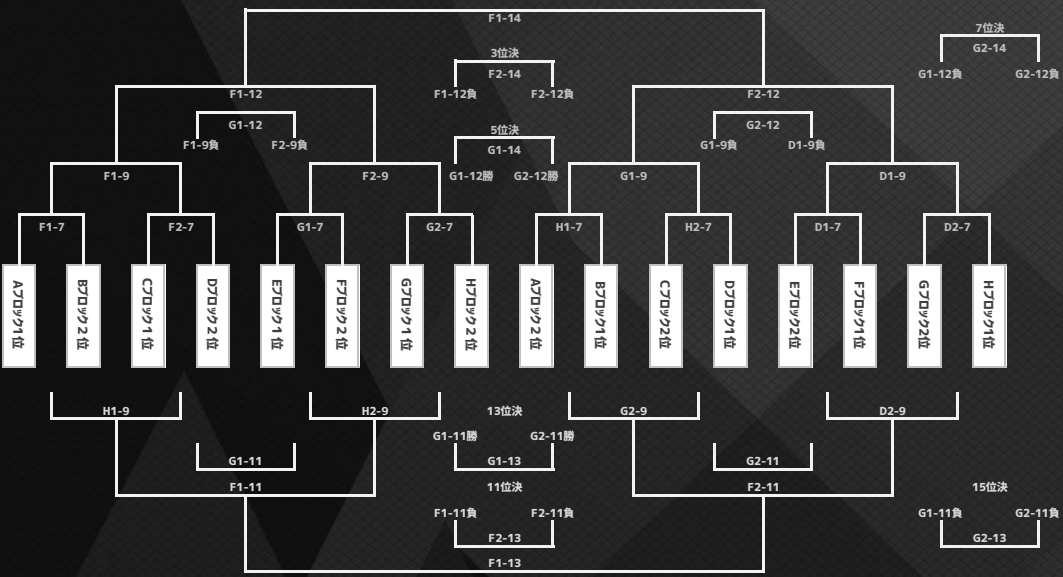 F1-14
7位決
G2-14
G1-12負
G2-12負
3位決
F2-14
F1-12負
F2-12負
F1-12
F2-12
G1-12
F1-9負
F2-9負
5位決
G1-14
G1-12勝
G2-12勝
G2-12
G1-9負
D1-9負
F1-9
F2-9
G1-9
D1-9
F1-7
F2-7
G1-7
G2-7
H1-7
H2-7
D1-7
D2-7
Aブロック1位
Bブロック2位
Cブロック1位
Dブロック2位
Eブロック1位
Fブロック2位
Gブロック1位
Hブロック2位
Aブロック2位
Bブロック1位
Cブロック2位
Dブロック1位
Eブロック2位
Fブロック1位
Gブロック2位
Hブロック1位
H1-9
H2-9
13位決
G2-9
D2-9
G1-11勝
G2-11勝
G1-11
G1-13
G2-11
F1-11
11位決
F2-11
15位決
F1-11負
F2-11負
G1-11負
G2-11負
F2-13
G2-13
F1-13